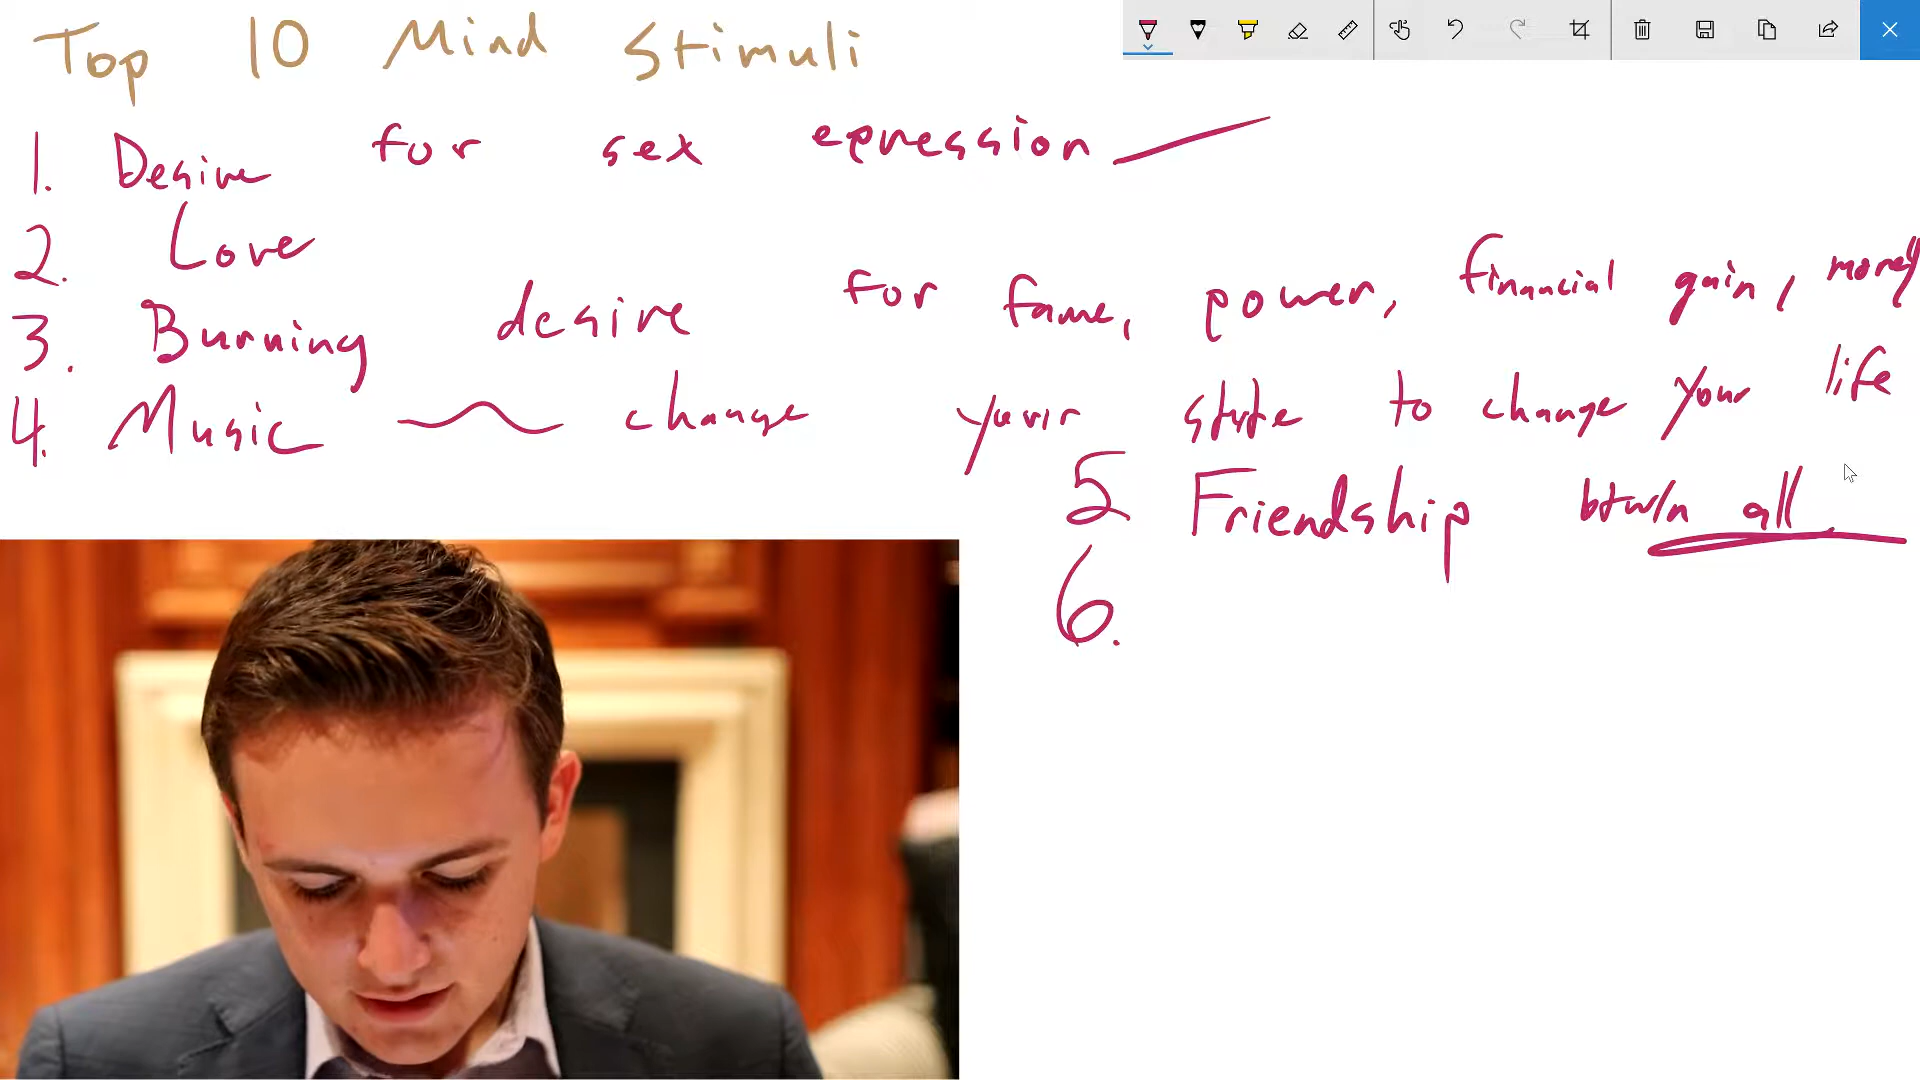 Top 10 Mind Stimuli
1. Desire for sex epression
2. Love
3. Burning desire for fame, power, financial gain, money
4. Music change your state to change your life
5 Friendship btw/n all
6.